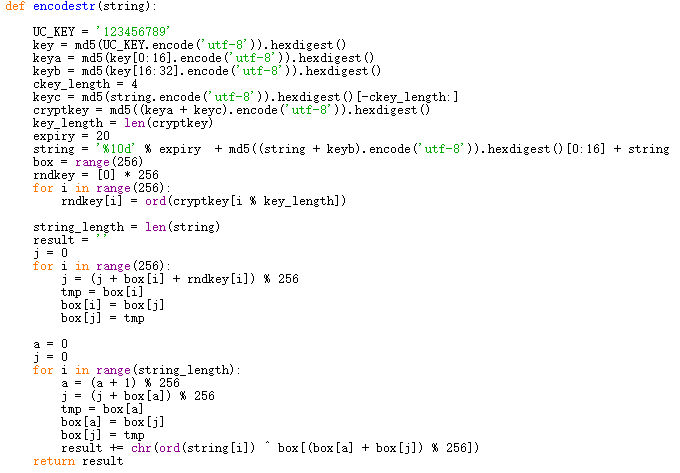 def encodestr(string):
    UC_KEY = '123456789'
    key = md5(UC_KEY.encode('utf-8')).hexdigest()
    keya = md5(key[0:16].encode('utf-8')).hexdigest()
    keyb = md5(key[16:32].encode('utf-8')).hexdigest()
    ckey_length = 4
    keyc = md5(string.encode('utf-8')).hexdigest()[-ckey_length:]
    cryptkey = md5((keya + keyc).encode('utf-8')).hexdigest()
    key_length = len(cryptkey)
    expiry = 20
    string = '%10d' % expiry  + md5((string + keyb).encode('utf-8')).hexdigest()[0:16] + string
    box = range(256)
    rndkey = [0] * 256
    for i in range(256):
        rndkey[i] = ord(cryptkey[i % key_length])
    string_length = len(string)
    result = ''
    j = 0
    for i in range(256):
        j = (j + box[i] + rndkey[i]) % 256
        tmp = box[i]
        box[i] = box[j]
        box[j] = tmp
    a = 0
    j = 0
    for i in range(string_length):
        a = (a + 1) % 256
        j = (j + box[a]) % 256
        tmp = box[a]
        box[a] = box[j]
        box[j] = tmp
        result += chr(ord(string[i]) ^ box[(box[a] + box[j]) % 256])
    return result